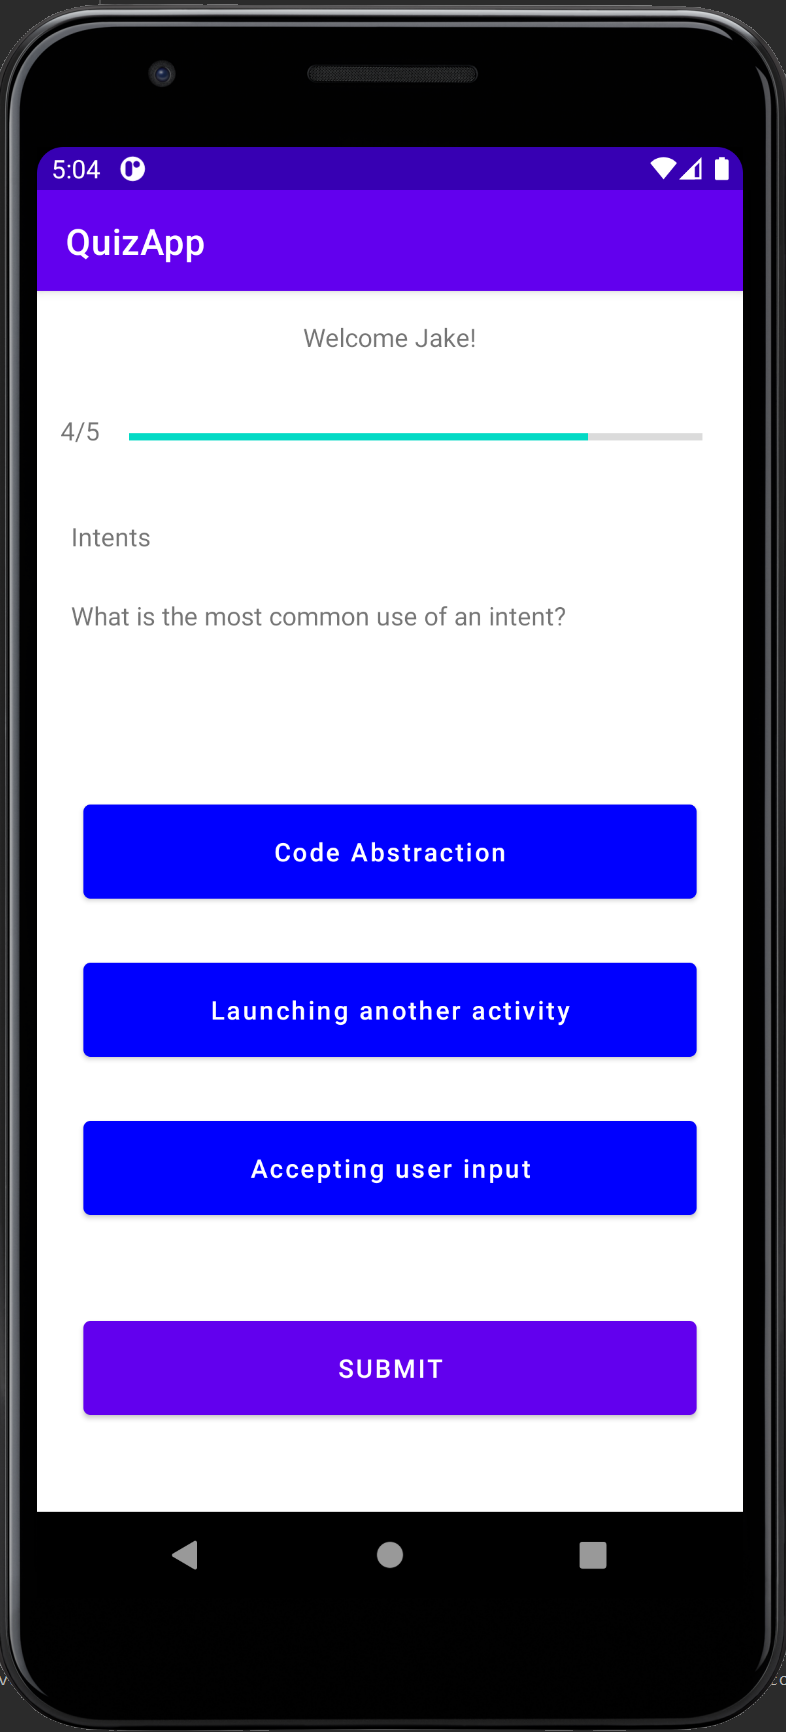 5:04
QuizApp
Welcome Jake!
4/5
Intents
What is the most common use of an intent?
Code Abstraction
Launching another activity
Accepting user input
SUBMIT